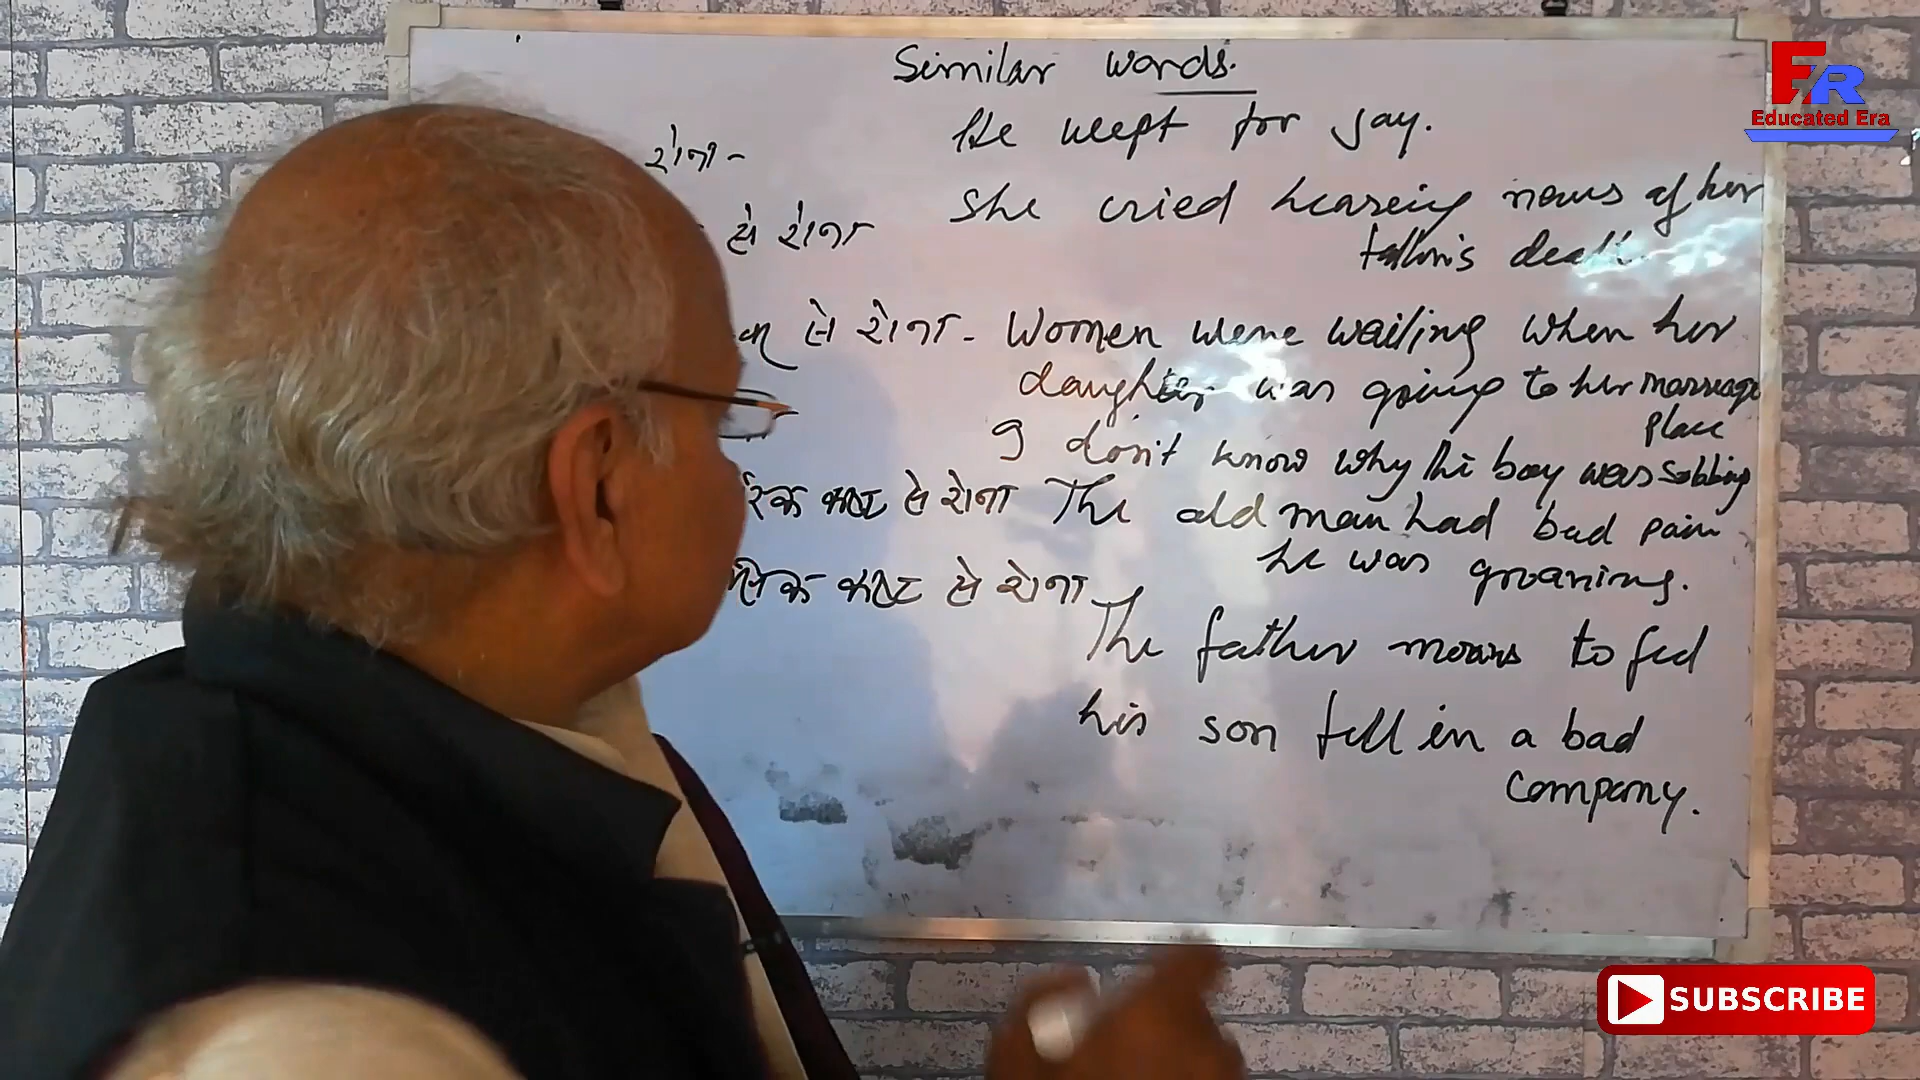 Similar words.
रोना -
He wept for Joy.
से रोना
She cried hearing news of her
father's death.
से रोना - Women were wailing when her
daughter was going to her marriage
place
I don't know why the boy was sobbing
रिक कष्ट से रोना The old man had bad pain
he was groaning.
सिक कष्ट से रोना
The father moans to fed
his son fell in a bad
company.
ER
Educated Era
SUBSCRIBE